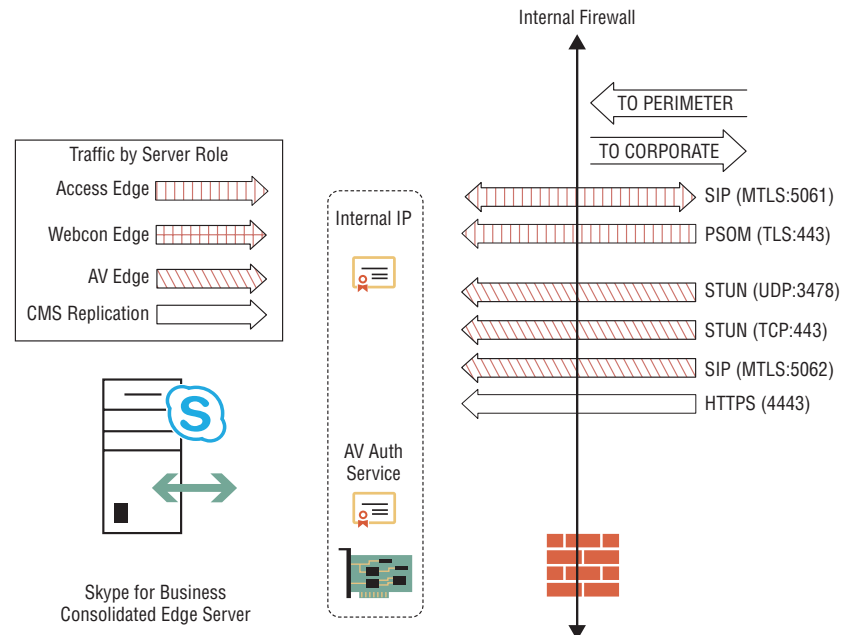 Internal Firewall
TO PERIMETER
TO CORPORATE
Traffic by Server Role
Access Edge
Webcon Edge
AV Edge
CMS Replication
Internal IP
SIP (MTLS:5061)
PSOM (TLS:443)
STUN (UDP:3478)
STUN (TCP:443)
SIP (MTLS:5062)
HTTPS (4443)
S
AV Auth
Service
Skype for Business
Consolidated Edge Server